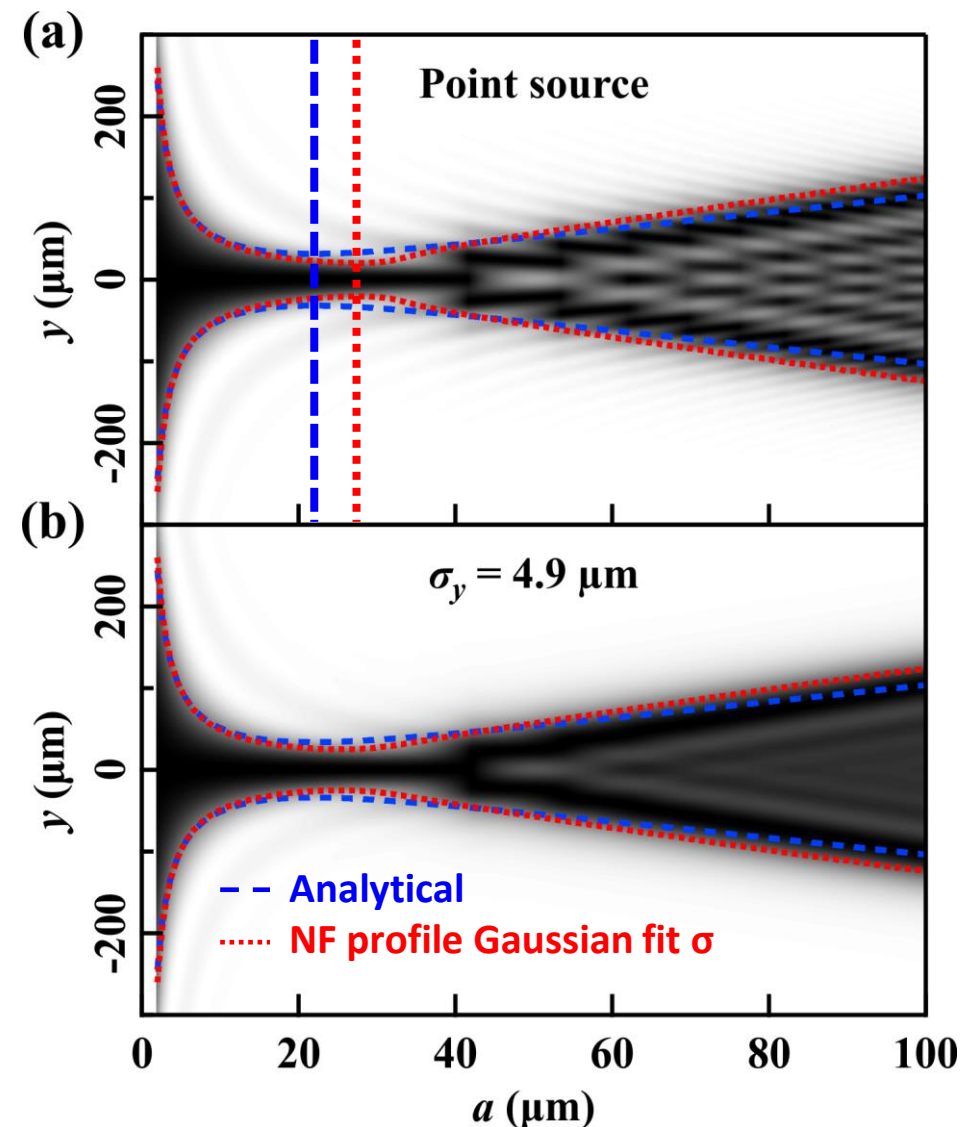 (a)
Point source
200
0
-200
y (μm)
(b)
σy = 4.9 μm
200
0
-200
y (μm)
Analytical
NF profile Gaussian fit σ
0 20 40 60 80 100
a (μm)